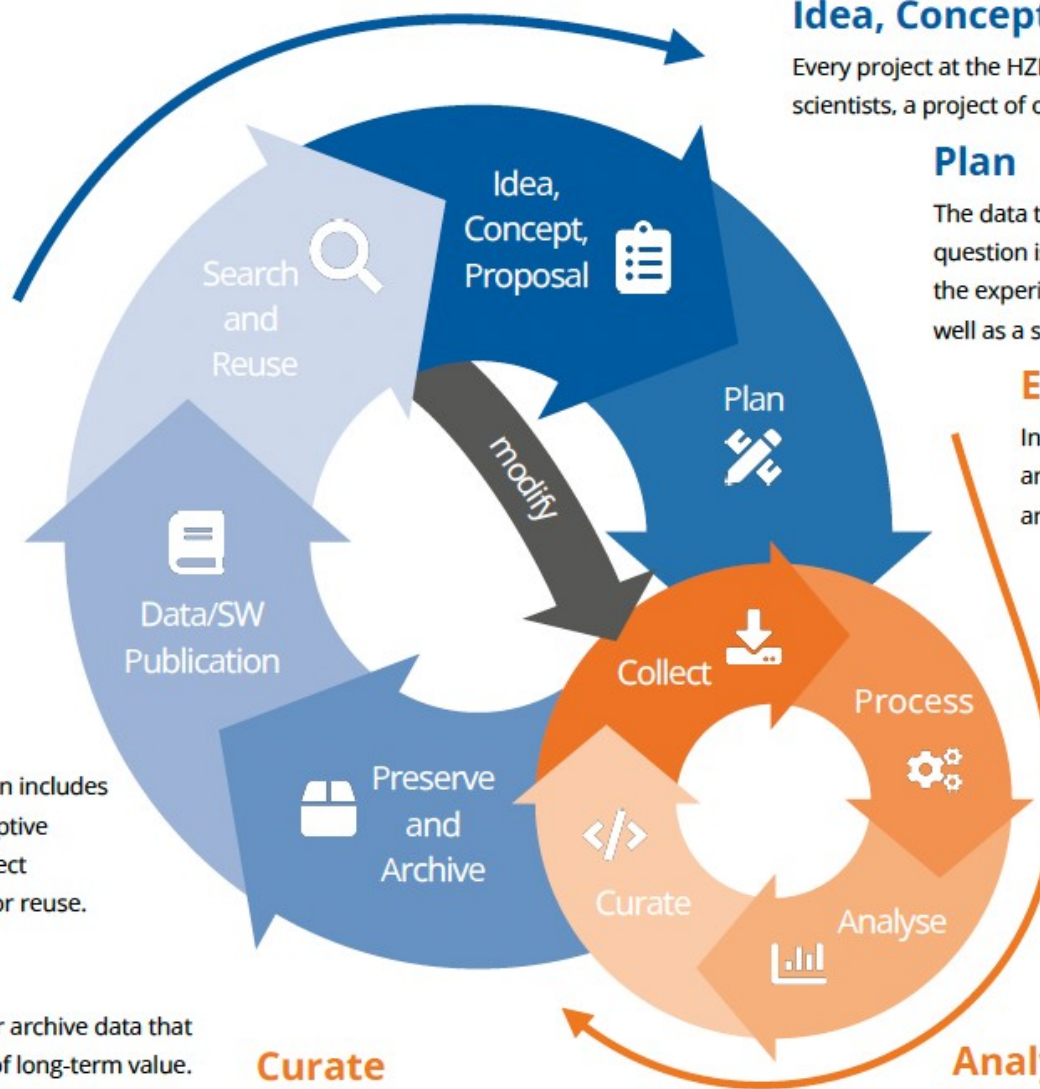 Idea, Concept
Every project at the HZ
scientists, a project of
Plan
The data
question
the experi
well as a s
E
In
ar
ar
Idea,
Concept,
Proposal
Search
and
Reuse
Plan
modify
Data/SW
Publication
Collect
Process
Preserve
and
Archive
Curate
Analyse
n includes
ptive
ect
or reuse.
r archive data that
of long-term value.
Curate
Anal